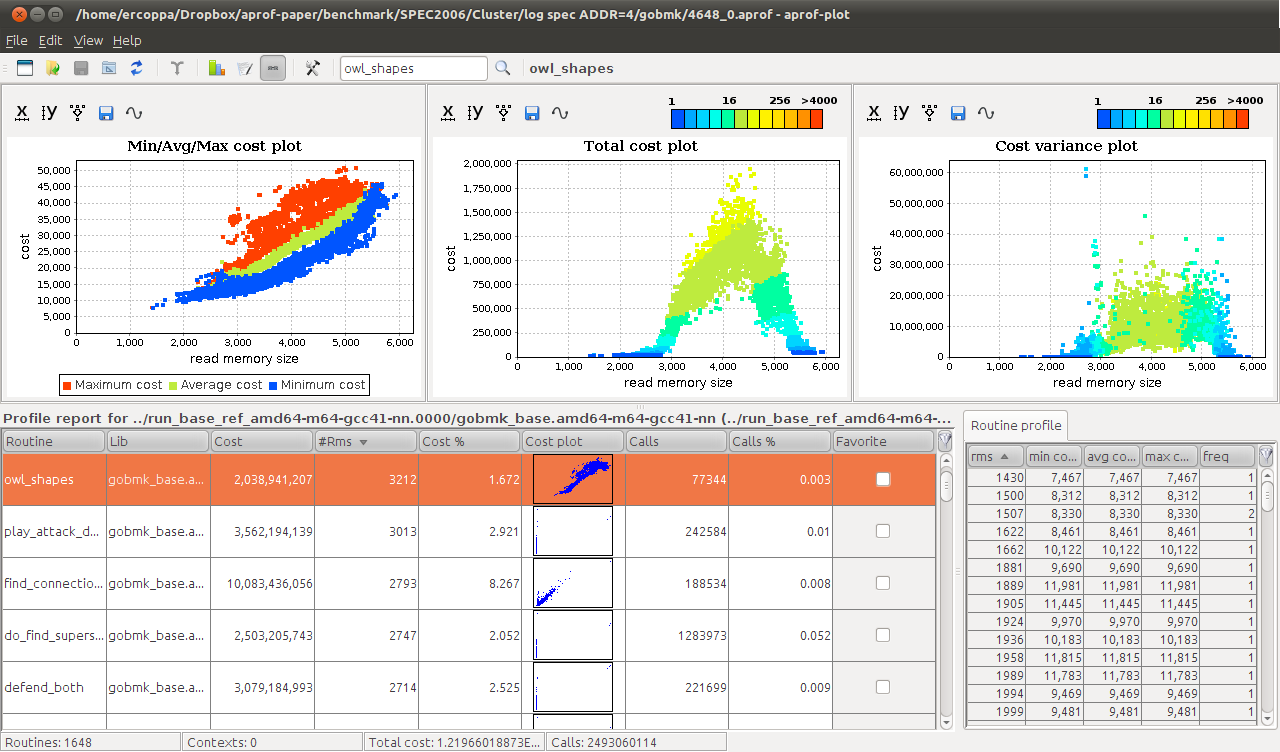 /home/ercoppa/Dropbox/aprof-paper/benchmark/SPEC2006/Cluster/log spec ADDR=4/gobmk/4648_0.aprof - aprof-plot
File Edit View Help
owl_shapes owl_shapes
X Y
Min/Avg/Max cost plot
cost
50,000
45,000
40,000
35,000
30,000
25,000
20,000
15,000
10,000
5,000
0
0 1,000 2,000 3,000 4,000 5,000 6,000
read memory size
Maximum cost Average cost Minimum cost
X Y
1 16 256 >4000
Total cost plot
cost
2,000,000
1,750,000
1,500,000
1,250,000
1,000,000
750,000
500,000
250,000
0
0 1,000 2,000 3,000 4,000 5,000 6,000
read memory size
X Y
1 16 256 >4000
Cost variance plot
cost
60,000,000
50,000,000
40,000,000
30,000,000
20,000,000
10,000,000
0
0 1,000 2,000 3,000 4,000 5,000 6,000
read memory size
Profile report for ../run_base_ref_amd64-m64-gcc41-nn.0000/gobmk_base.amd64-m64-gcc41-nn (../run_base_ref_amd64-m64-...
Routine Lib Cost #Rms Cost % Cost plot Calls Calls % Favorite
owl_shapes gobmk_base.a... 2,038,941,207 3212 1.672 77344 0.003
play_attack_d... gobmk_base.a... 3,562,194,139 3013 2.921 242584 0.01
find_connectio... gobmk_base.a... 10,083,436,056 2793 8.267 188534 0.008
do_find_supers... gobmk_base.a... 2,503,205,743 2747 2.052 1283973 0.052
defend_both gobmk_base.a... 3,079,184,993 2714 2.525 221699 0.009
Routine profile
rms min co... avg co... max c... freq
1430 7,467 7,467 7,467 1
1500 8,312 8,312 8,312 1
1507 8,330 8,330 8,330 2
1622 8,461 8,461 8,461 1
1662 10,122 10,122 10,122 1
1881 9,690 9,690 9,690 1
1889 11,981 11,981 11,981 1
1905 11,445 11,445 11,445 1
1924 9,970 9,970 9,970 1
1936 10,183 10,183 10,183 1
1958 11,815 11,815 11,815 1
1989 11,783 11,783 11,783 1
1994 9,469 9,469 9,469 1
1999 9,481 9,481 9,481 1
Routines: 1648 Contexts: 0 Total cost: 1.21966018873E... Calls: 2493060114